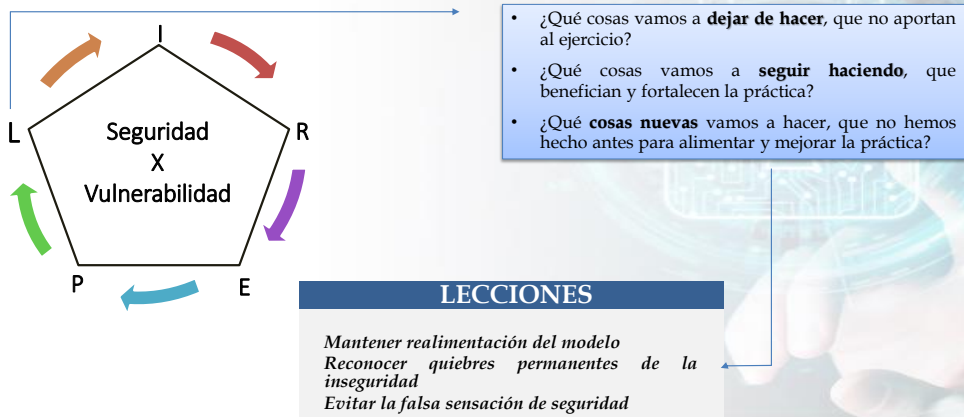 I
L
R
Seguridad
X
Vulnerabilidad
P
E
• ¿Qué cosas vamos a dejar de hacer, que no aportan
al ejercicio?
• ¿Qué cosas vamos a seguir haciendo, que
benefician y fortalecen la práctica?
• ¿Qué cosas nuevas vamos a hacer, que no hemos
hecho antes para alimentar y mejorar la práctica?
LECCIONES
Mantener realimentación del modelo
Reconocer quiebres permanentes de la
inseguridad
Evitar la falsa sensación de seguridad